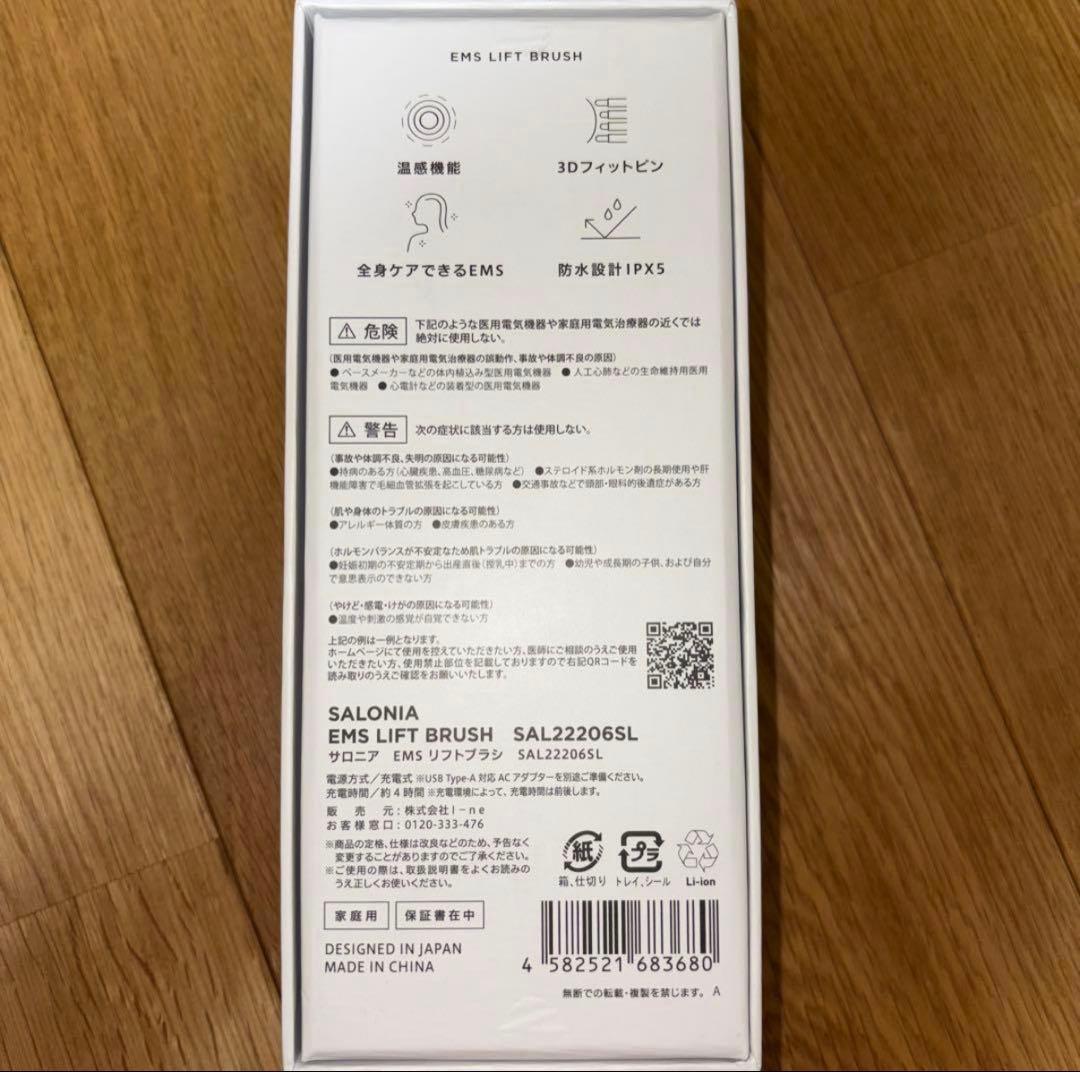 EMS LIFT BRUSH
温感機能
3Dフィットピン
全身ケアできるEMS
防水設計IPX5
危険
下記のような医用電気機器や家庭用電気治療器の近くでは
絶対に使用しない。
(医用電気機器や家庭用電気治療器の誤動作、事故や体調不良の原因)
●ペースメーカーなどの体内植込み型医用電気機器 ●人工心肺などの生命維持用医用
電気機器 ●心電計などの装着型の医用電気機器
警告
次の症状に該当する方は使用しない。
(事故や体調不良、失明の原因になる可能性)
●持病のある方(心臓疾患、高血圧、糖尿病など) ●ステロイド系ホルモン剤の長期使用や肝
機能障害で毛細血管拡張を起こしている方 ●交通事故などで頭部・眼科的後遺症がある方
(肌や身体のトラブルの原因になる可能性)
●アレルギー体質の方 ●皮膚疾患のある方
(ホルモンバランスが不安定なため肌トラブルの原因になる可能性)
●妊娠初期の不安定期から出産直後(授乳中)までの方 ●幼児や成長期の子供、および自分
で意思表示のできない方
(やけど・感電・けがの原因になる可能性)
●温度や刺激の感覚が自覚できない方
上記の例は一例となります。
ホームページにて使用を控えていただきたい方、医師にご相談のうえご使用
いただきたい方、使用禁止部位を記載しておりますので右記QRコードを
読み取りのうえご確認をお願いいたします。
SALONIA
EMS LIFT BRUSH SAL22206SL
サロニア EMS リフトブラシ SAL22206SL
電源方式/充電式 ※USB Type-A 対応 AC アダプターを別途ご準備ください。
充電時間/約4時間 ※充電環境によって、充電時間は前後します。
販売元:株式会社I-ne
お客様窓口:0120-333-476
※商品の定格、仕様は改良などのため、予告なく
変更することがありますのでご了承ください。
※ご使用の際は、取扱説明書をよくお読みの
うえ正しくお使いください。
紙
プラ
箱、仕切り トレイ、シール Li-ion
家庭用
保証書在中
DESIGNED IN JAPAN
MADE IN CHINA
4 582521 683680
無断での転載・複製を禁じます。 A